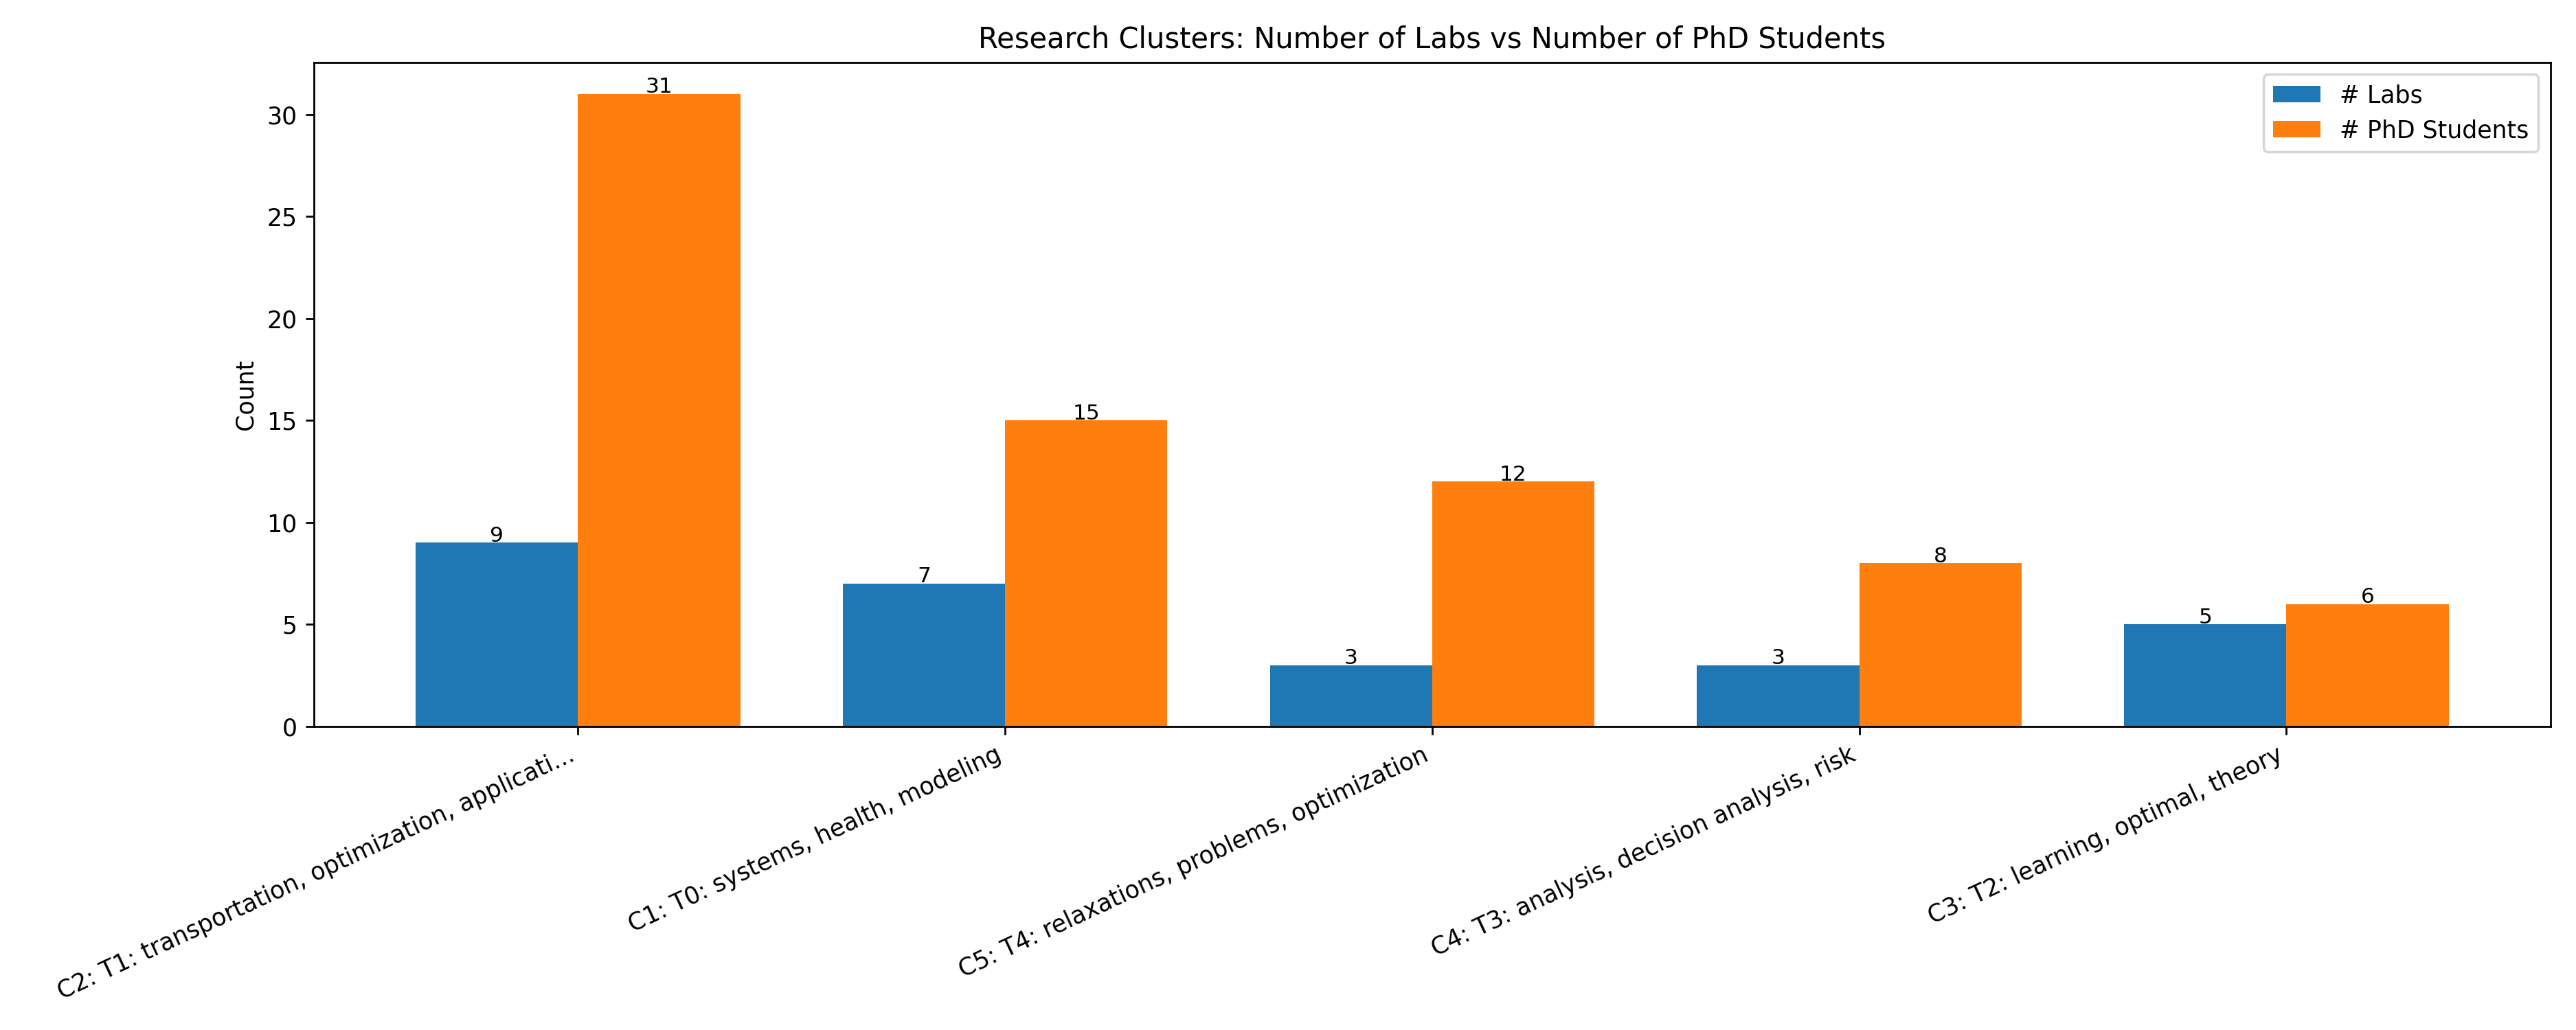 Research Clusters: Number of Labs vs Number of PhD Students
# Labs
# PhD Students
Count
30
25
20
15
10
5
0
9
31
7
15
3
12
3
8
5
6
C2: T1: transportation, optimization, applicati...
C1: T0: systems, health, modeling
C5: T4: relaxations, problems, optimization
C4: T3: analysis, decision analysis, risk
C3: T2: learning, optimal, theory